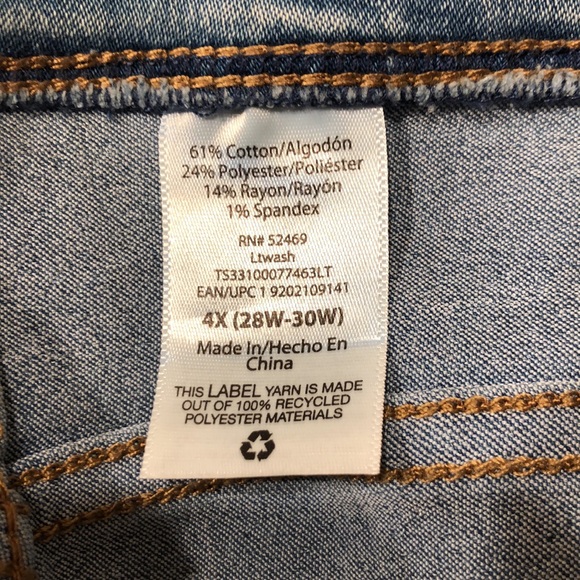 61% Cotton/Algodón
24% Polyester/Poliéster
14% Rayon/Rayón
1% Spandex
RN# 52469
Ltwash
TS33100077463LT
EAN/UPC 1 9202109141
4X (28W-30W)
Made In/Hecho En
China
THIS LABEL YARN IS MADE
OUT OF 100% RECYCLED
POLYESTER MATERIALS